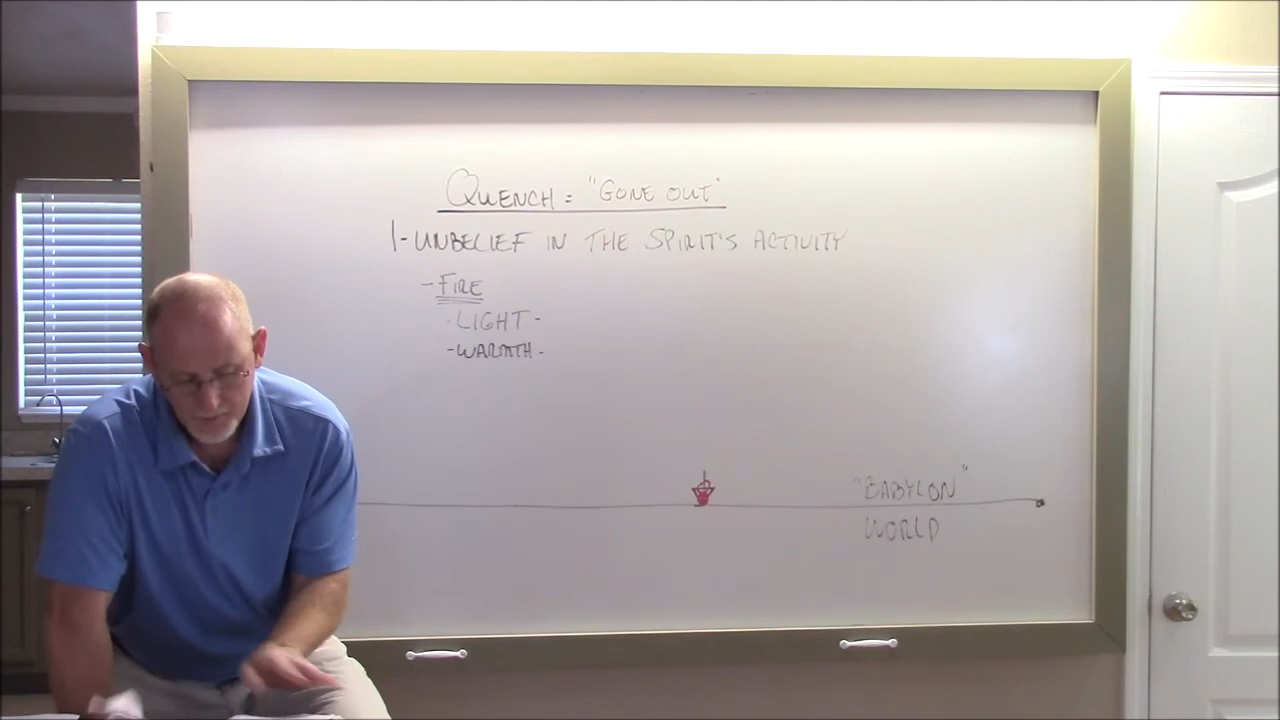 QUENCH = "GONE OUT"
1-UNBELIEF IN THE SPIRIT'S ACTIVITY
-FIRE
-LIGHT-
-WARMTH-
"BABYLON"
WORLD